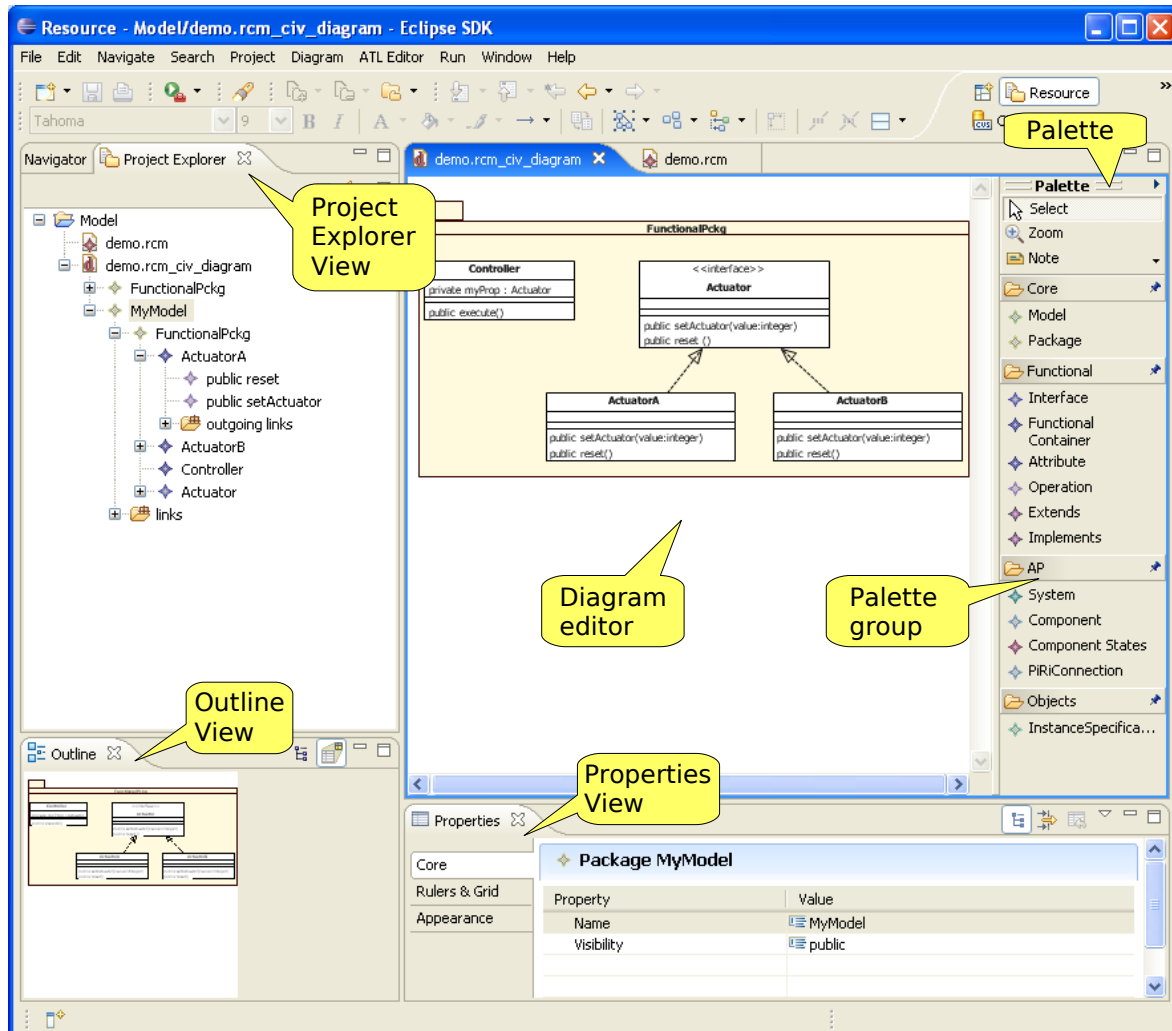 Resource - Model/demo.rcm_civ_diagram - Eclipse SDK
File Edit Navigate Search Project Diagram ATL Editor Run Window Help
Resource
Tahoma 9 B I A
CVS
Palette
Navigator Project Explorer
demo.rcm_civ_diagram demo.rcm
Project
Explorer
View
Model
demo.rcm
demo.rcm_civ_diagram
FunctionalPckg
MyModel
FunctionalPckg
ActuatorA
public reset
public setActuator
outgoing links
ActuatorB
Controller
Actuator
links
FunctionalPckg
Controller
private myProp : Actuator
public execute()
<<interface>>
Actuator
public setActuator(value:integer)
public reset ()
ActuatorA
public setActuator(value:integer)
public reset()
ActuatorB
public setActuator(value:integer)
public reset()
Diagram
editor
Palette
group
Palette
Select
Zoom
Note
Core
Model
Package
Functional
Interface
Functional
Container
Attribute
Operation
Extends
Implements
AP
System
Component
Component States
PiRiConnection
Objects
InstanceSpecifica...
Outline
View
Outline
Properties
View
Properties
Core
Rulers & Grid
Appearance
Package MyModel
Property Value
Name MyModel
Visibility public